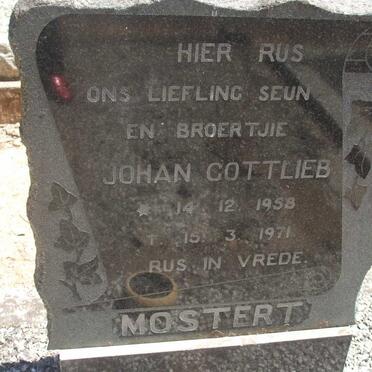 HIER RUS
ONS LIEFLING SEUN
EN BROERTJIE
JOHAN GOTTLIEB
* 14. 12. 1958
† 15. 3. 1971
RUS IN VREDE.
MOSTERT